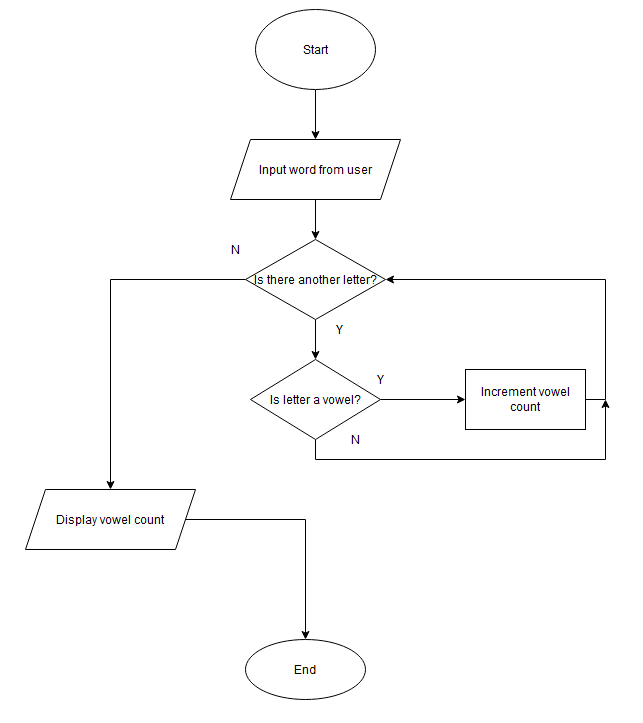 Start
Input word from user
N
Is there another letter?
Y
Is letter a vowel?
Y
Increment vowel
count
N
Display vowel count
End